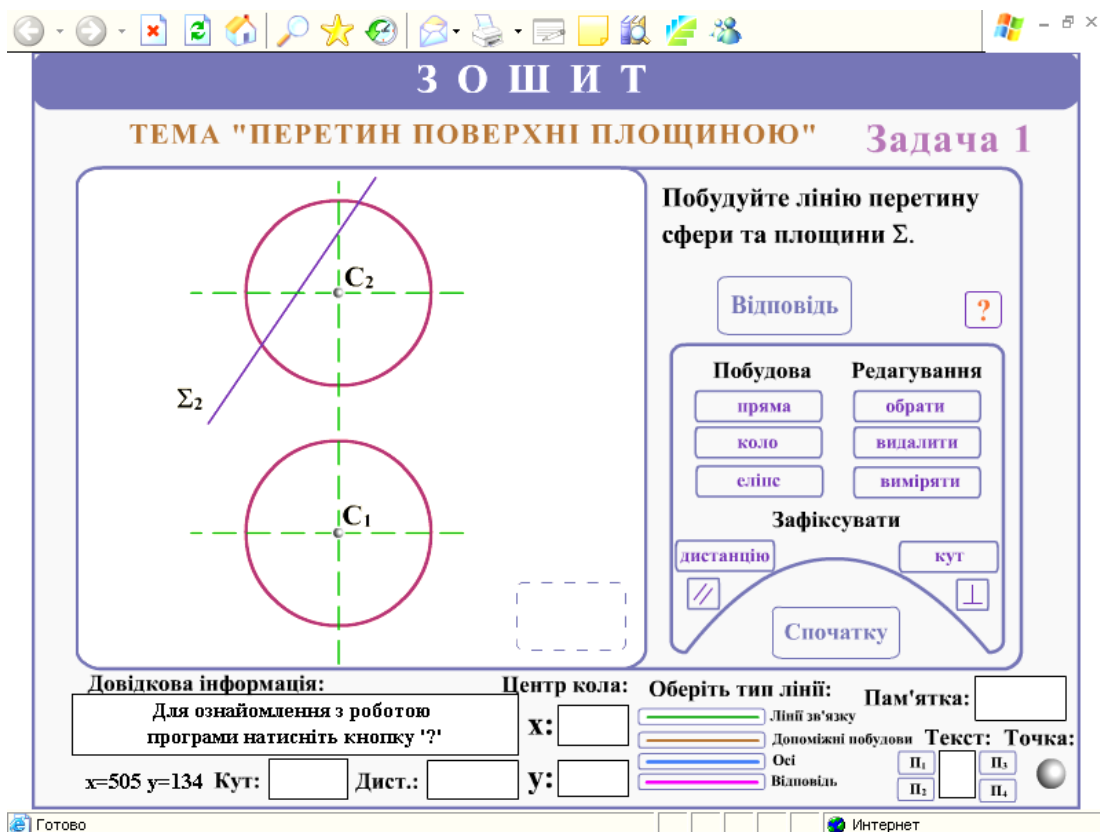 ЗОШИТ
ТЕМА "ПЕРЕТИН ПОВЕРХНІ ПЛОЩИНОЮ"
Задача 1
C₂
Σ₂
C₁
Побудуйте лінію перетину
сфери та площини Σ.
Відповідь
?
Побудова
Редагування
пряма
обрати
коло
видалити
еліпс
виміряти
Зафіксувати
дистанцію
кут
//
⊥
Спочатку
Довідкова інформація:
Для ознайомлення з роботою
програми натисніть кнопку '?'
x=505 y=134
Кут:
Дист.:
Центр кола:
x:
y:
Оберіть тип лінії:
Лінії зв'язку
Допоміжні побудови
Осі
Відповідь
Пам'ятка:
Текст:
Точка:
П₁
П₃
П₂
П₄
Готово
Интернет